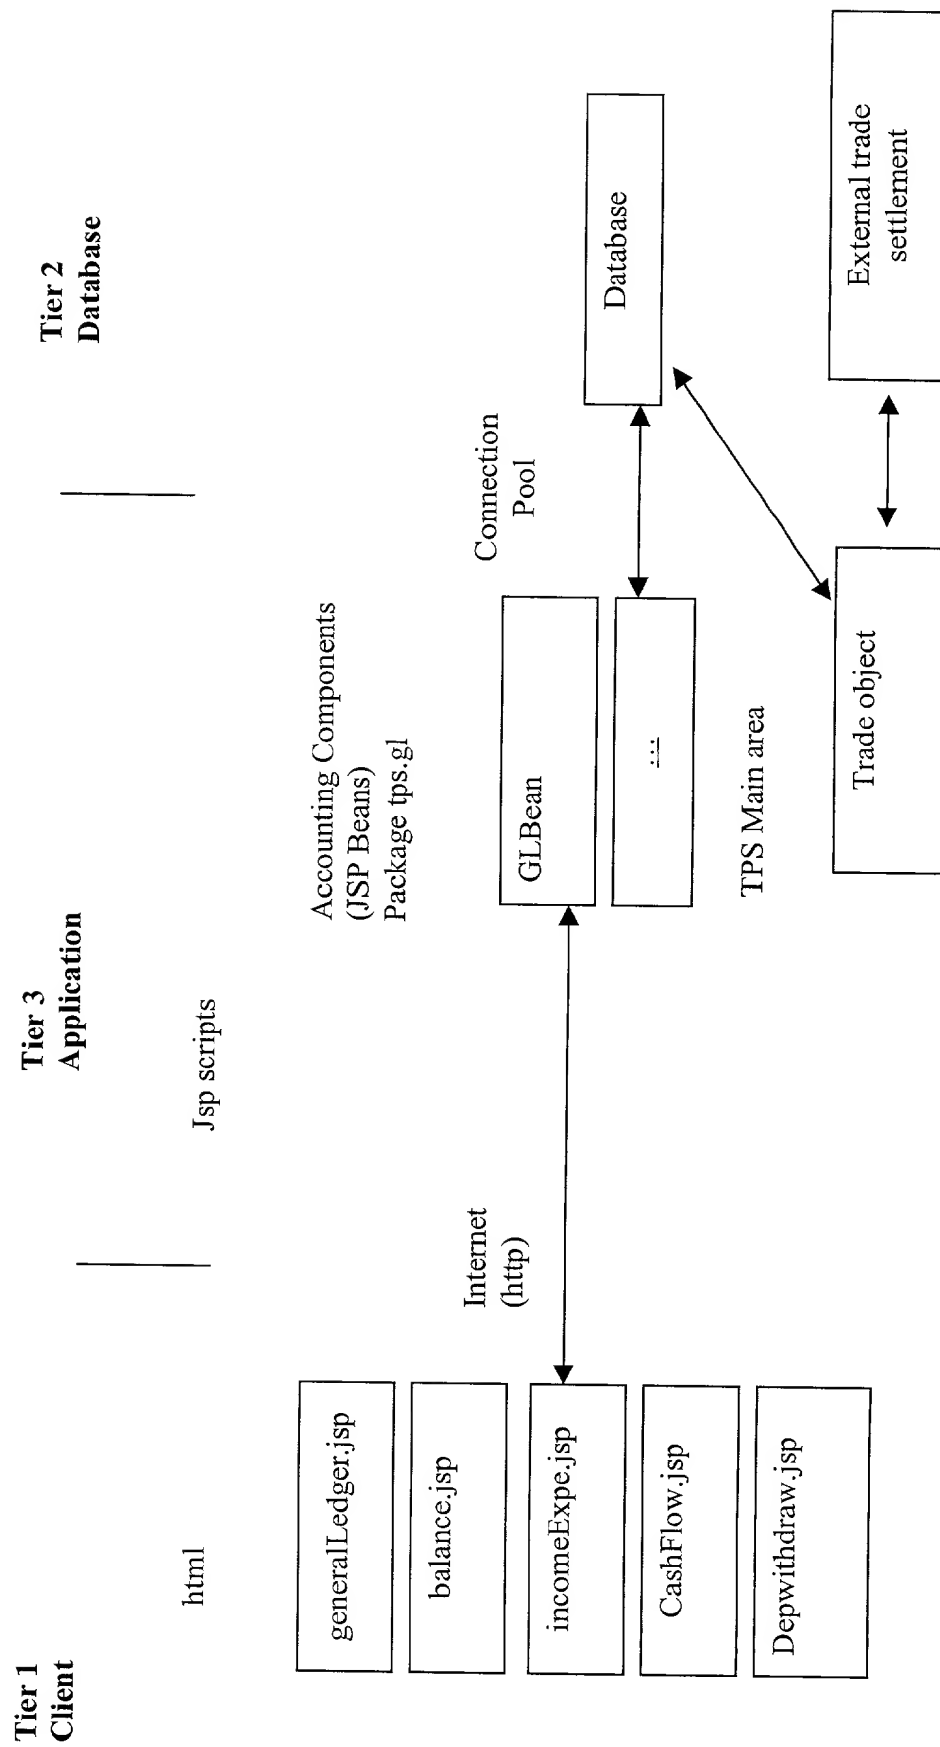 Tier 1
Client
Tier 3
Application
Tier 2
Database
html
Jsp scripts
generalLedger.jsp
balance.jsp
incomeExpe.jsp
CashFlow.jsp
Depwithdraw.jsp
Internet
(http)
Accounting Components
(JSP Beans)
Package tps.gl
GLBean
...
Connection
Pool
Database
TPS Main area
Trade object
External trade
settlement